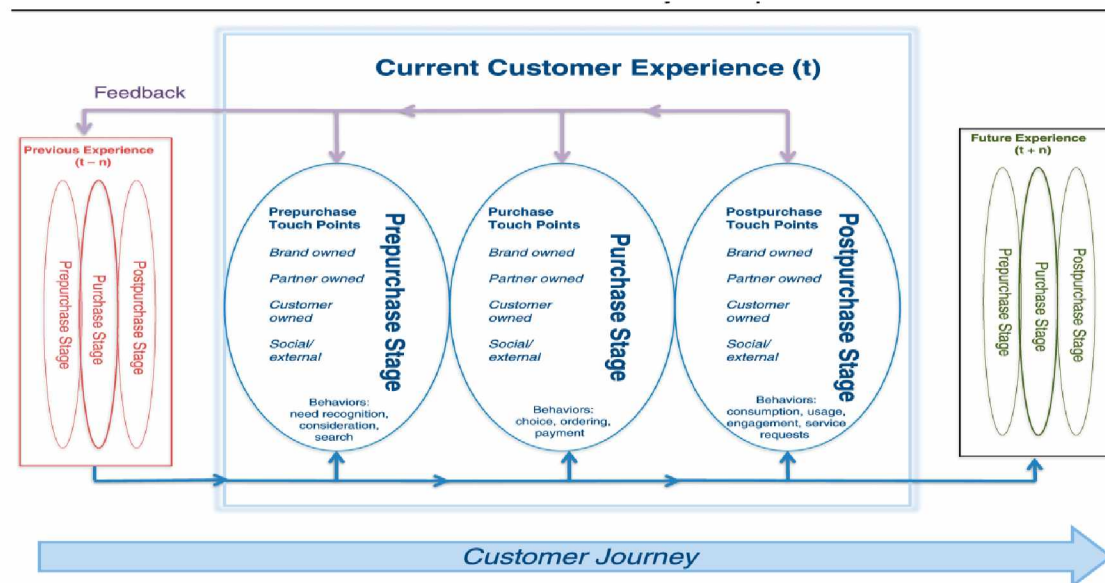 Current Customer Experience (t)
Feedback
Previous Experience
(t – n)
Prepurchase Stage
Purchase Stage
Postpurchase Stage
Prepurchase
Touch Points
Brand owned
Partner owned
Customer
owned
Social/
external
Prepurchase Stage
Behaviors:
need recognition,
consideration,
search
Purchase
Touch Points
Brand owned
Partner owned
Customer
owned
Social/
external
Purchase Stage
Behaviors:
choice, ordering,
payment
Postpurchase
Touch Points
Brand owned
Partner owned
Customer
owned
Social/
external
Postpurchase Stage
Behaviors:
consumption, usage,
engagement, service
requests
Future Experience
(t + n)
Prepurchase Stage
Purchase Stage
Postpurchase Stage
Customer Journey